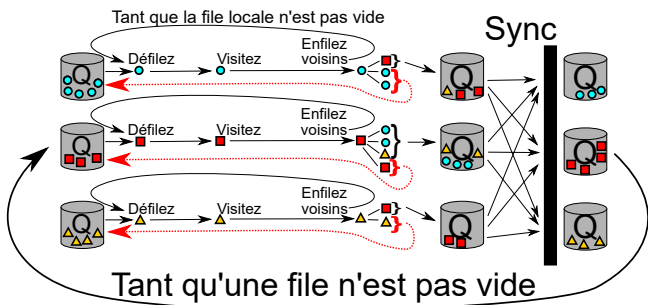 Tant que la file locale n'est pas vide
Sync
Défilez Visitez Enfilez voisins
Q Q Q
Défilez Visitez Enfilez voisins
Q Q Q
Défilez Visitez Enfilez voisins
Q Q Q
Tant qu'une file n'est pas vide